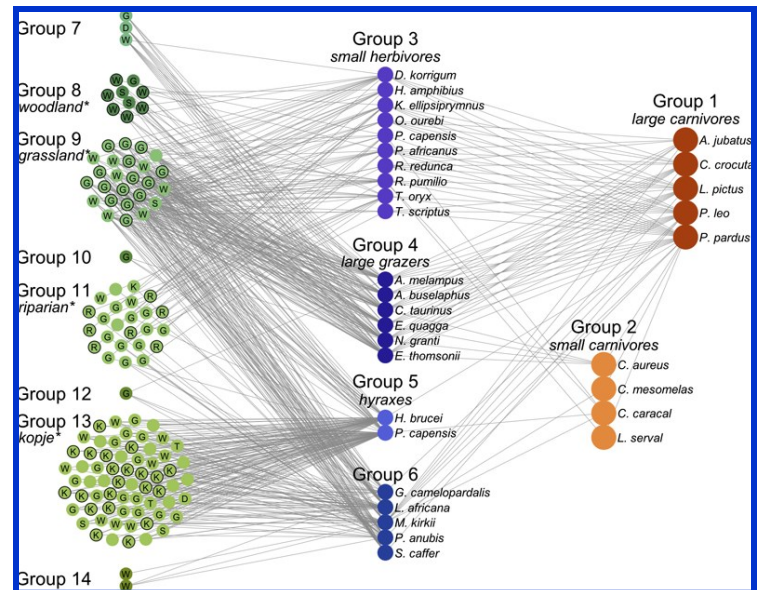 Group 7
G
D
W
Group 8
woodland*
Group 9
grassland*
Group 10
G
Group 11
riparian*
Group 12
G
Group 13
kopje*
Group 14
W
W
Group 3
small herbivores
D. korrigum
H. amphibius
K. ellipsiprymnus
O. ourebi
P. capensis
P. africanus
R. redunca
R. pumilio
T. oryx
T. scriptus
Group 4
large grazers
A. melampus
A. buselaphus
C. taurinus
E. quagga
N. granti
E. thomsonii
Group 5
hyraxes
H. brucei
P. capensis
Group 6
G. camelopardalis
L. africana
M. kirkii
P. anubis
S. caffer
Group 1
large carnivores
A. jubatus
C. crocuta
L. pictus
P. leo
P. pardus
Group 2
small carnivores
C. aureus
C. mesomelas
C. caracal
L. serval